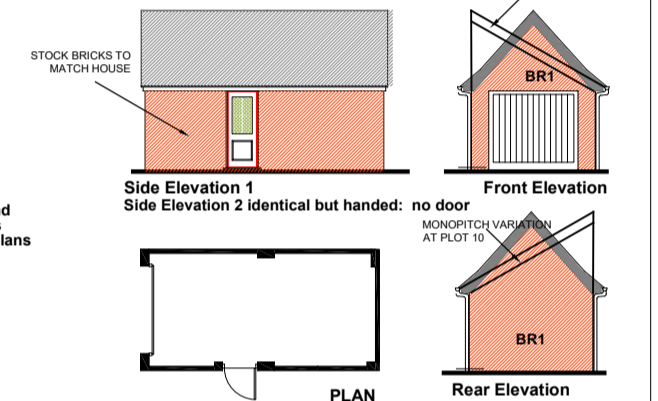 STOCK BRICKS TO
MATCH HOUSE
BR1
Side Elevation 1
Front Elevation
Side Elevation 2 identical but handed: no door
lans
MONOPITCH VARIATION
AT PLOT 10
BR1
PLAN
Rear Elevation